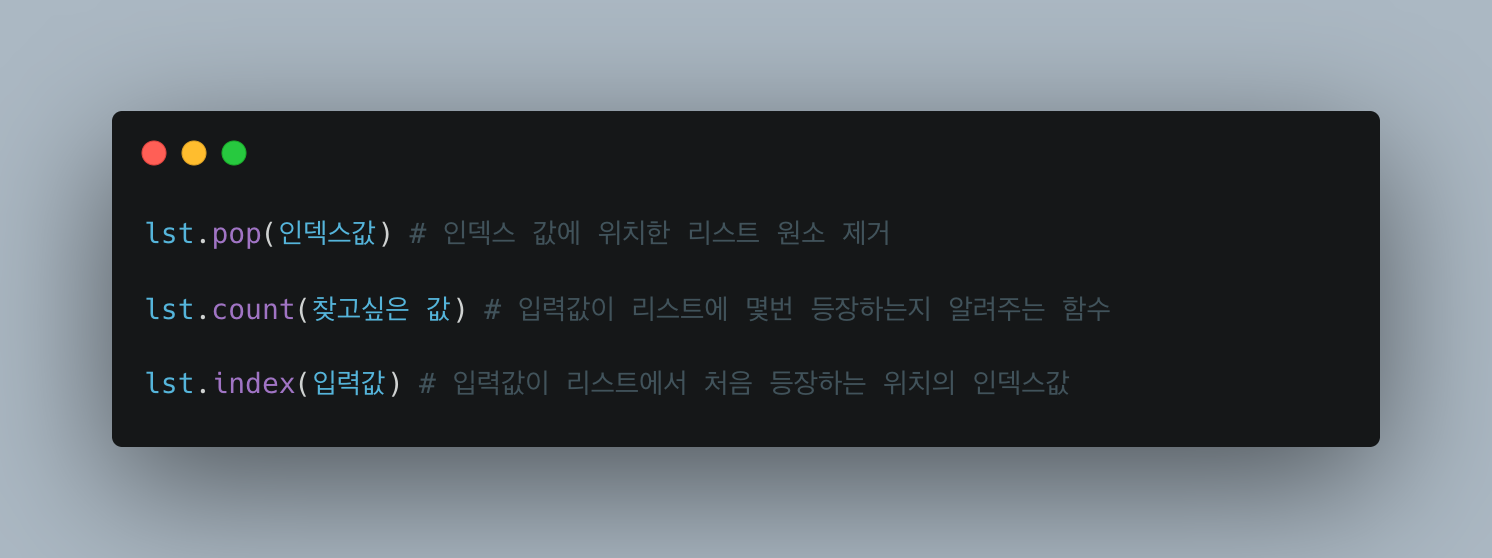 lst.pop(인덱스값) # 인덱스 값에 위치한 리스트 원소 제거
lst.count(찾고싶은 값) # 입력값이 리스트에 몇번 등장하는지 알려주는 함수
lst.index(입력값) # 입력값이 리스트에서 처음 등장하는 위치의 인덱스값